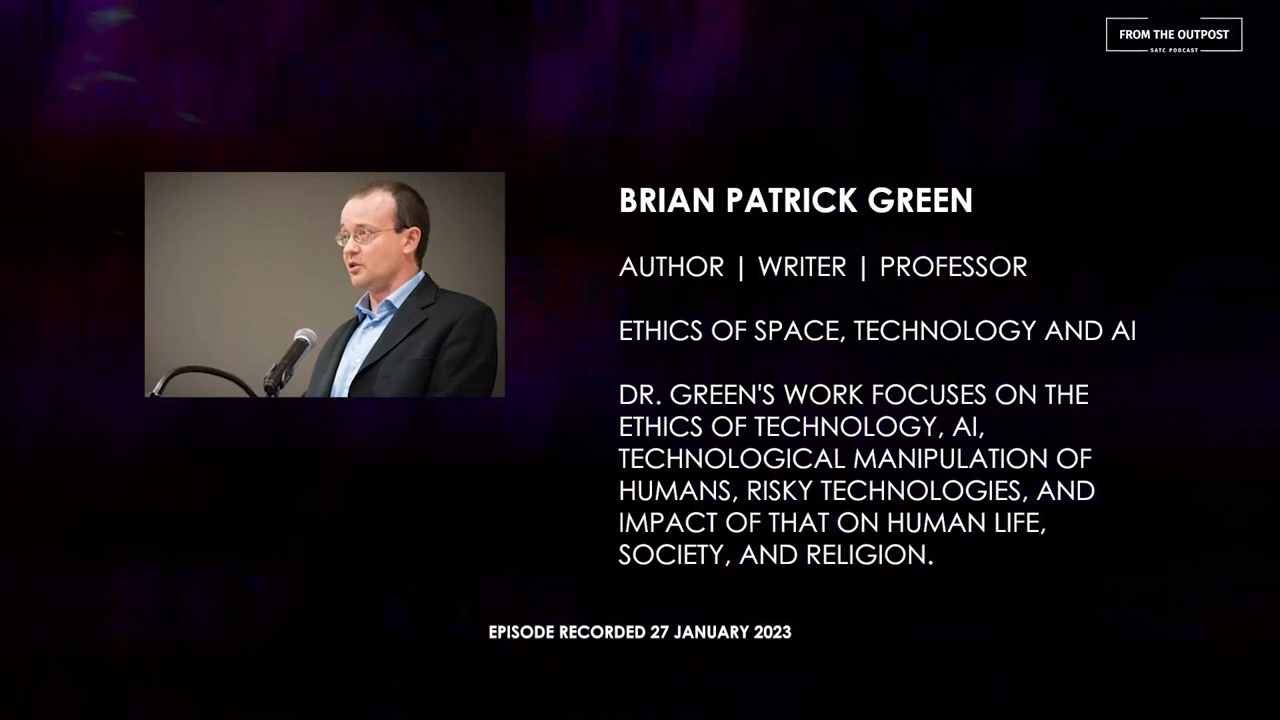 FROM THE OUTPOST
SATC PODCAST
BRIAN PATRICK GREEN
AUTHOR | WRITER | PROFESSOR
ETHICS OF SPACE, TECHNOLOGY AND AI
DR. GREEN'S WORK FOCUSES ON THE
ETHICS OF TECHNOLOGY, AI,
TECHNOLOGICAL MANIPULATION OF
HUMANS, RISKY TECHNOLOGIES, AND
IMPACT OF THAT ON HUMAN LIFE,
SOCIETY, AND RELIGION.
EPISODE RECORDED 27 JANUARY 2023